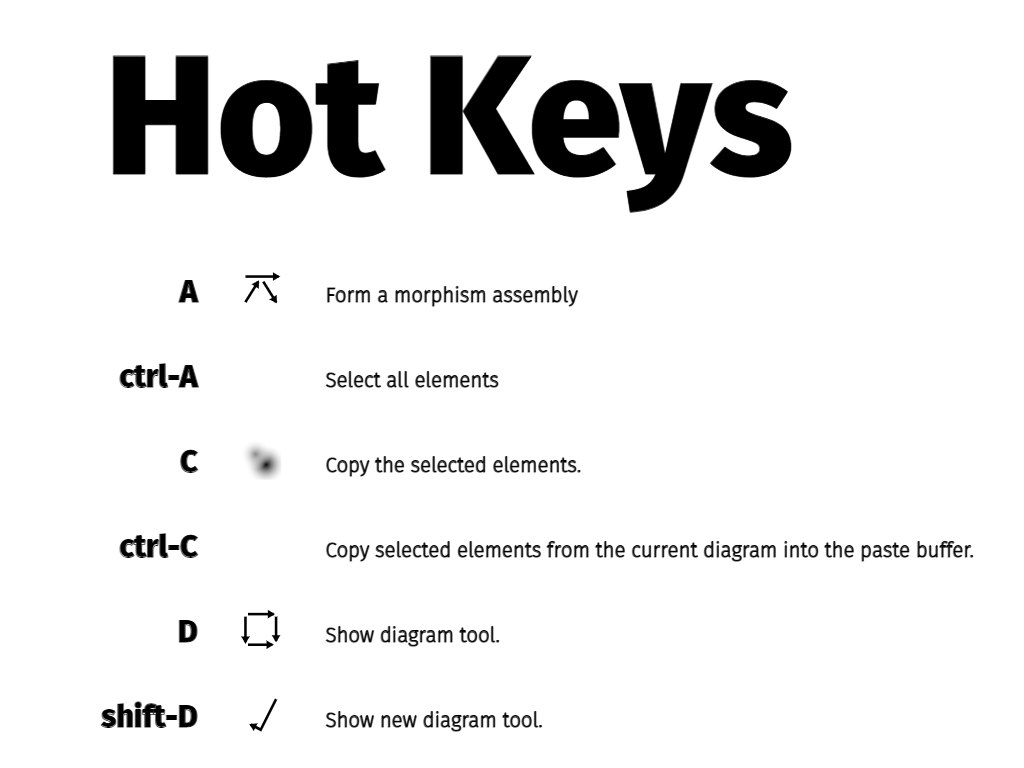 Hot Keys
A Form a morphism assembly
ctrl-A Select all elements
C Copy the selected elements.
ctrl-C Copy selected elements from the current diagram into the paste buffer.
D Show diagram tool.
shift-D Show new diagram tool.